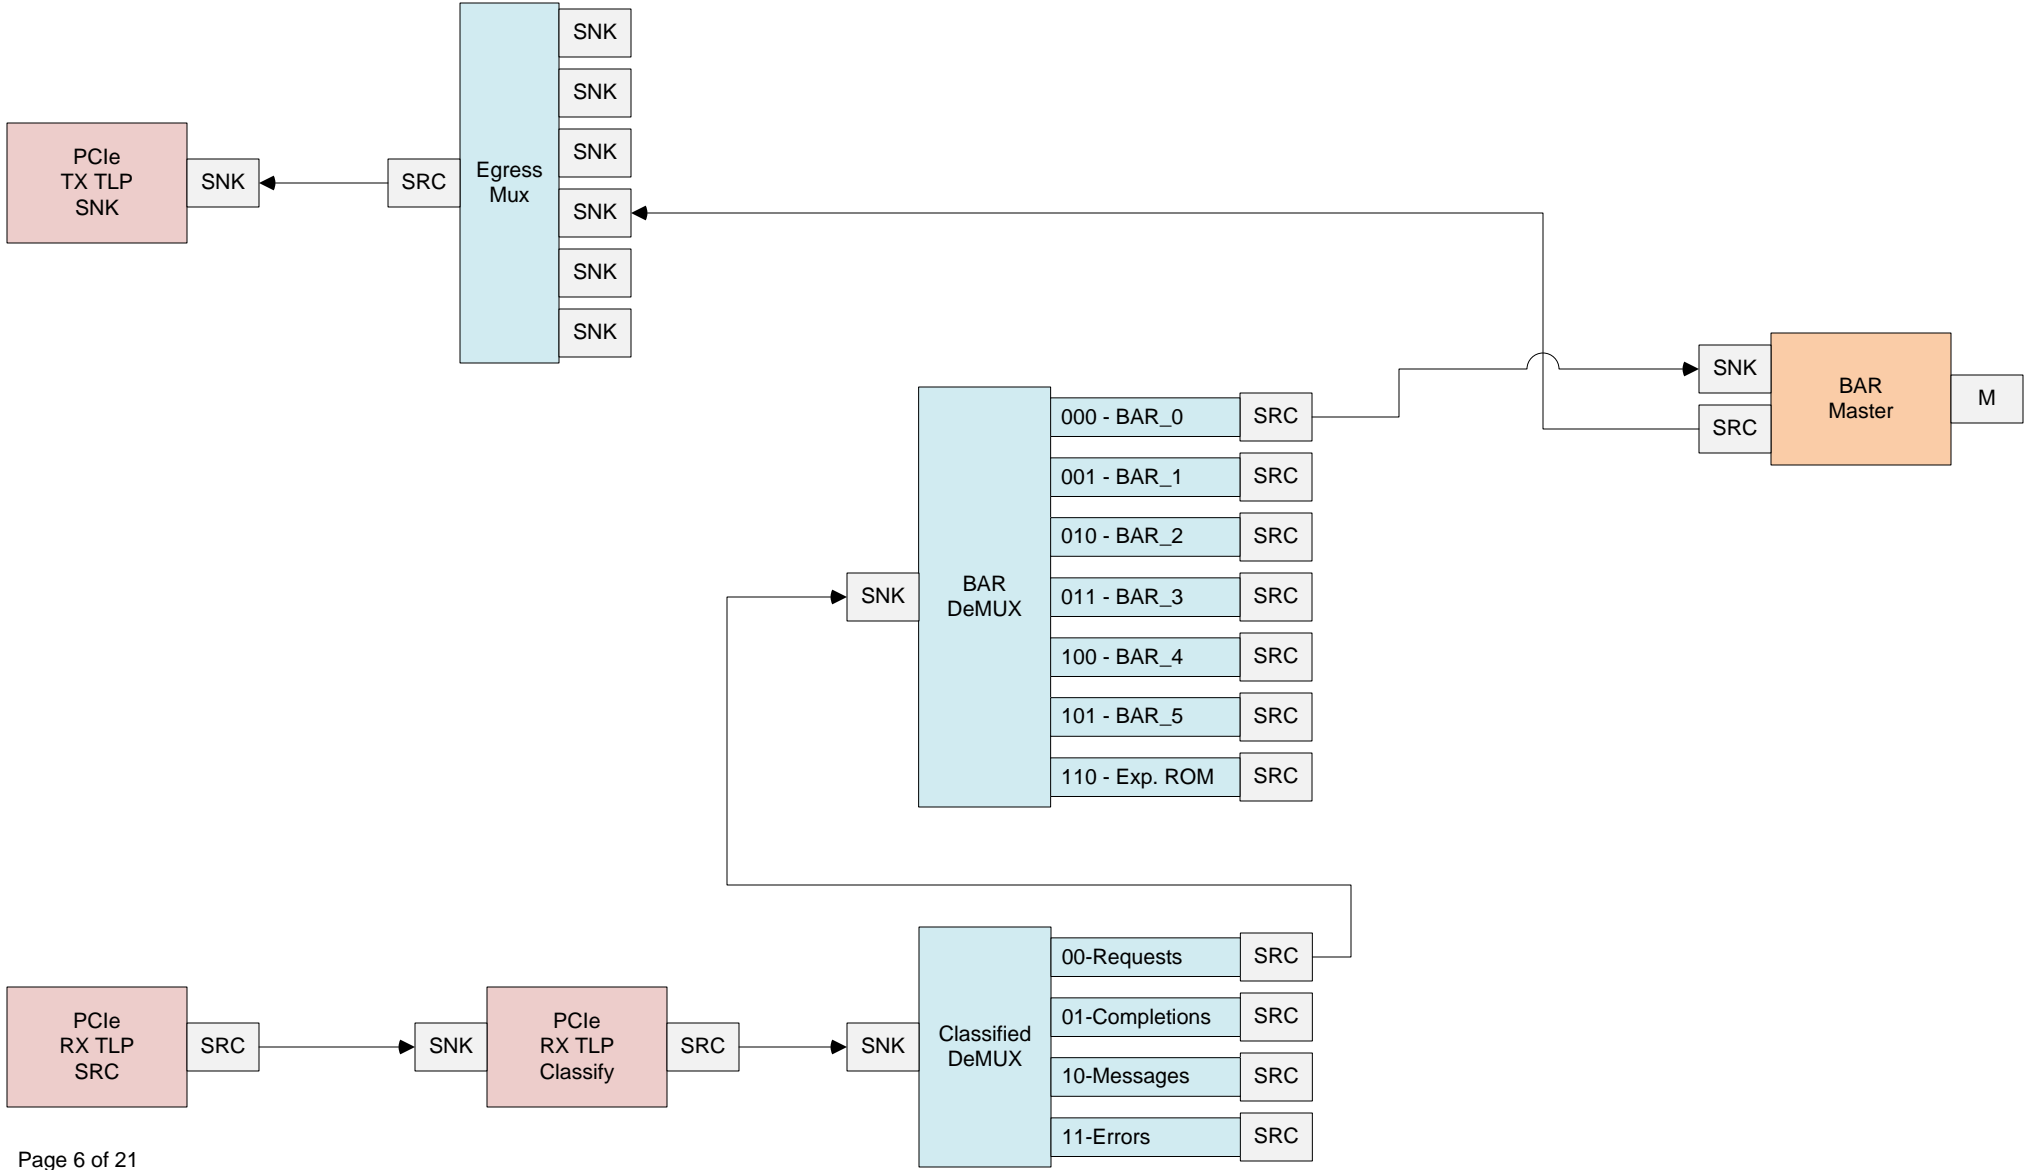 SNK
SNK
SNK
SNK
SNK
SNK
Egress
Mux
SRC
SNK
PCIe
TX TLP
SNK
SNK
SRC
BAR
Master
M
SNK
BAR
DeMUX
000 - BAR_0
SRC
001 - BAR_1
SRC
010 - BAR_2
SRC
011 - BAR_3
SRC
100 - BAR_4
SRC
101 - BAR_5
SRC
110 - Exp. ROM
SRC
PCIe
RX TLP
SRC
SRC
SNK
PCIe
RX TLP
Classify
SRC
SNK
Classified
DeMUX
00-Requests
SRC
01-Completions
SRC
10-Messages
SRC
11-Errors
SRC
Page 6 of 21